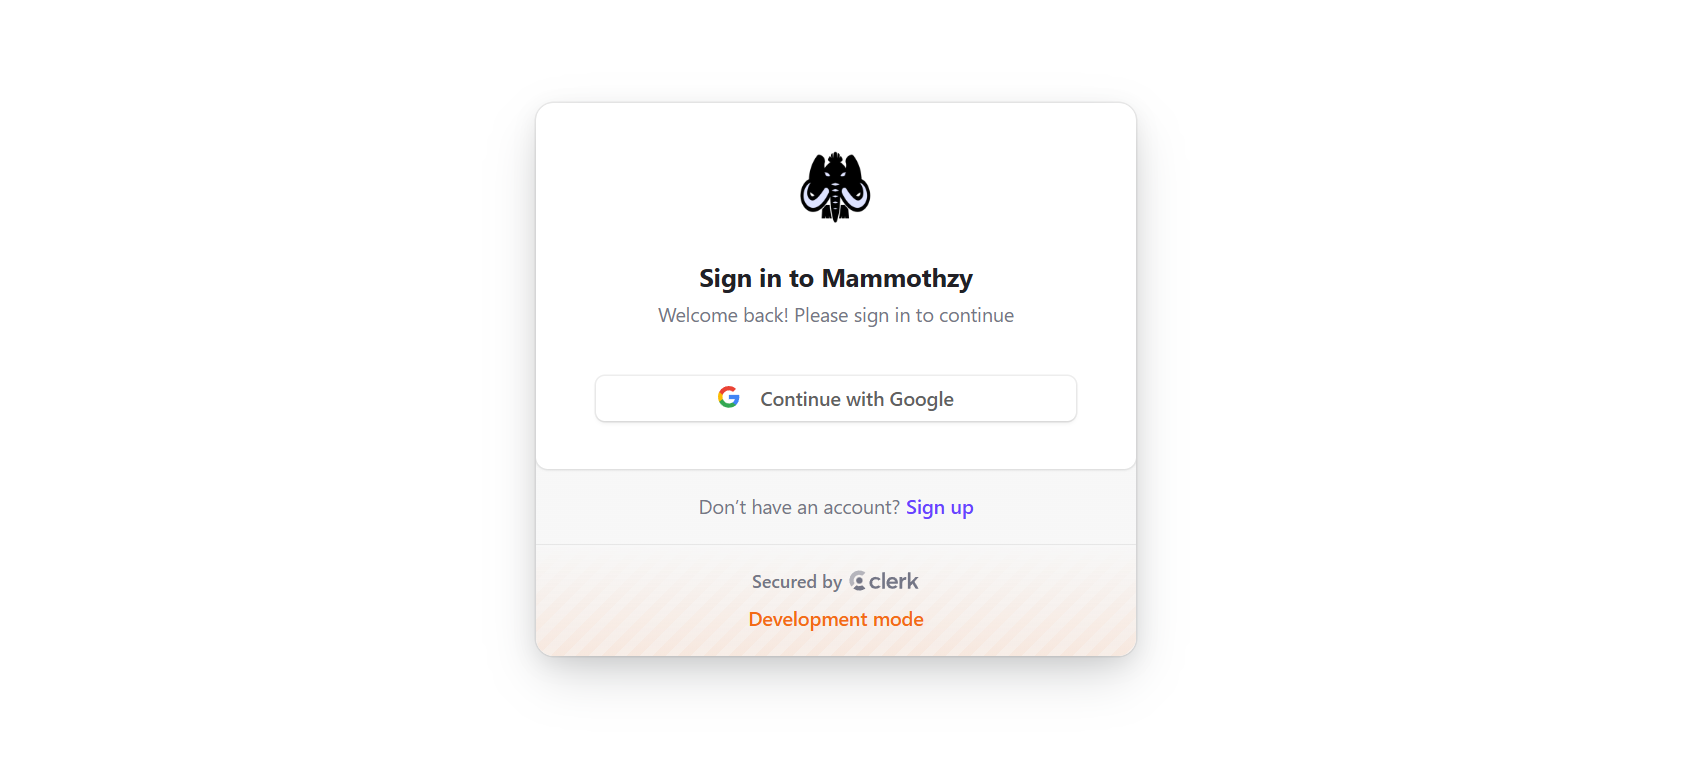 Sign in to Mammothzy
Welcome back! Please sign in to continue
Continue with Google
Don’t have an account? Sign up
Secured by clerk
Development mode